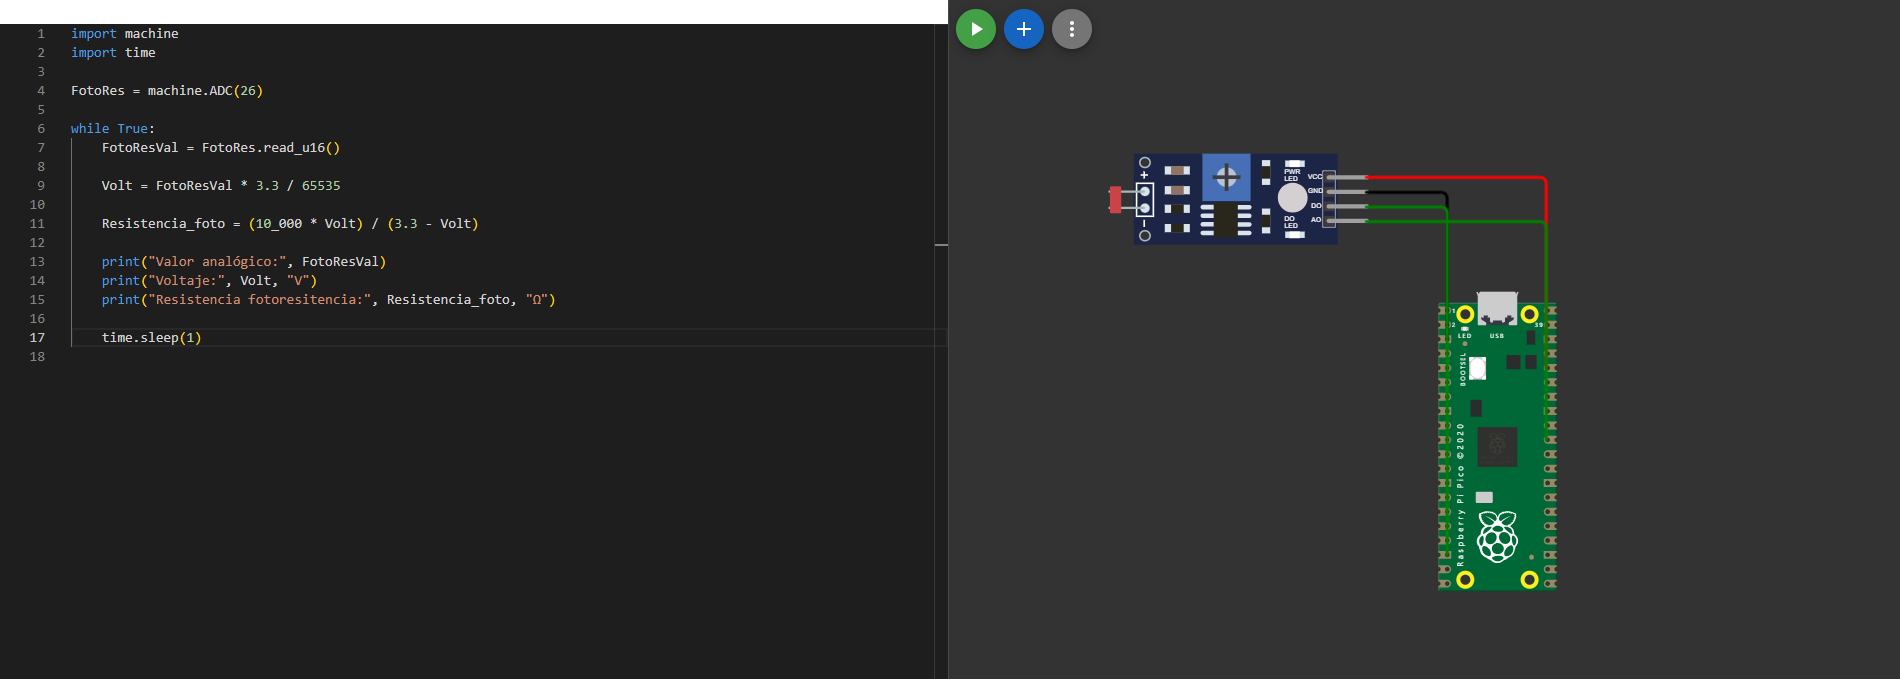 1 import machine
2 import time
3
4 FotoRes = machine.ADC(26)
5
6 while True:
7 FotoResVal = FotoRes.read_u16()
8
9 Volt = FotoResVal * 3.3 / 65535
10
11 Resistencia_foto = (10_000 * Volt) / (3.3 - Volt)
12
13 print("Valor analógico:", FotoResVal)
14 print("Voltaje:", Volt, "V")
15 print("Resistencia fotoresitencia:", Resistencia_foto, "Ω")
16
17 time.sleep(1)
18
+
PWR
LED
VCC
GND
DO
AO
DO
LED
1
2
39
LED
USB
BOOTSEL
Raspberry Pi Pico ©2020